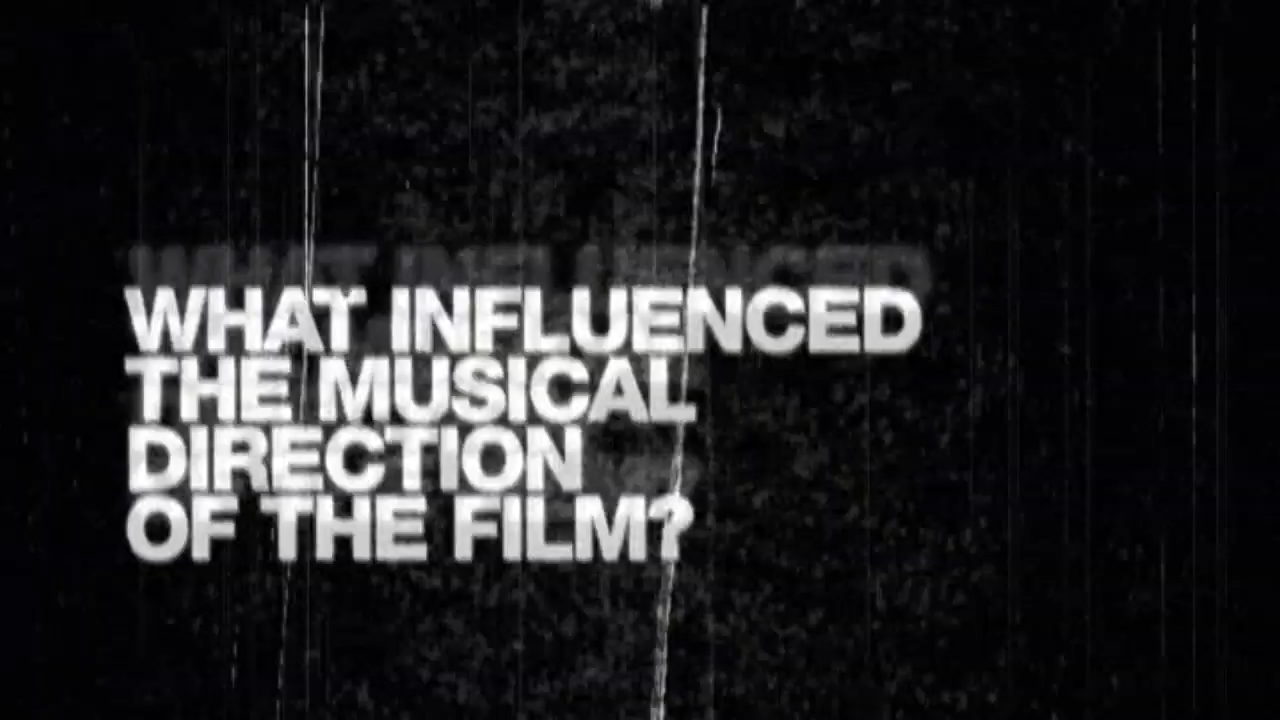 WHAT INFLUENCED
THE MUSICAL
DIRECTION
OF THE FILM?